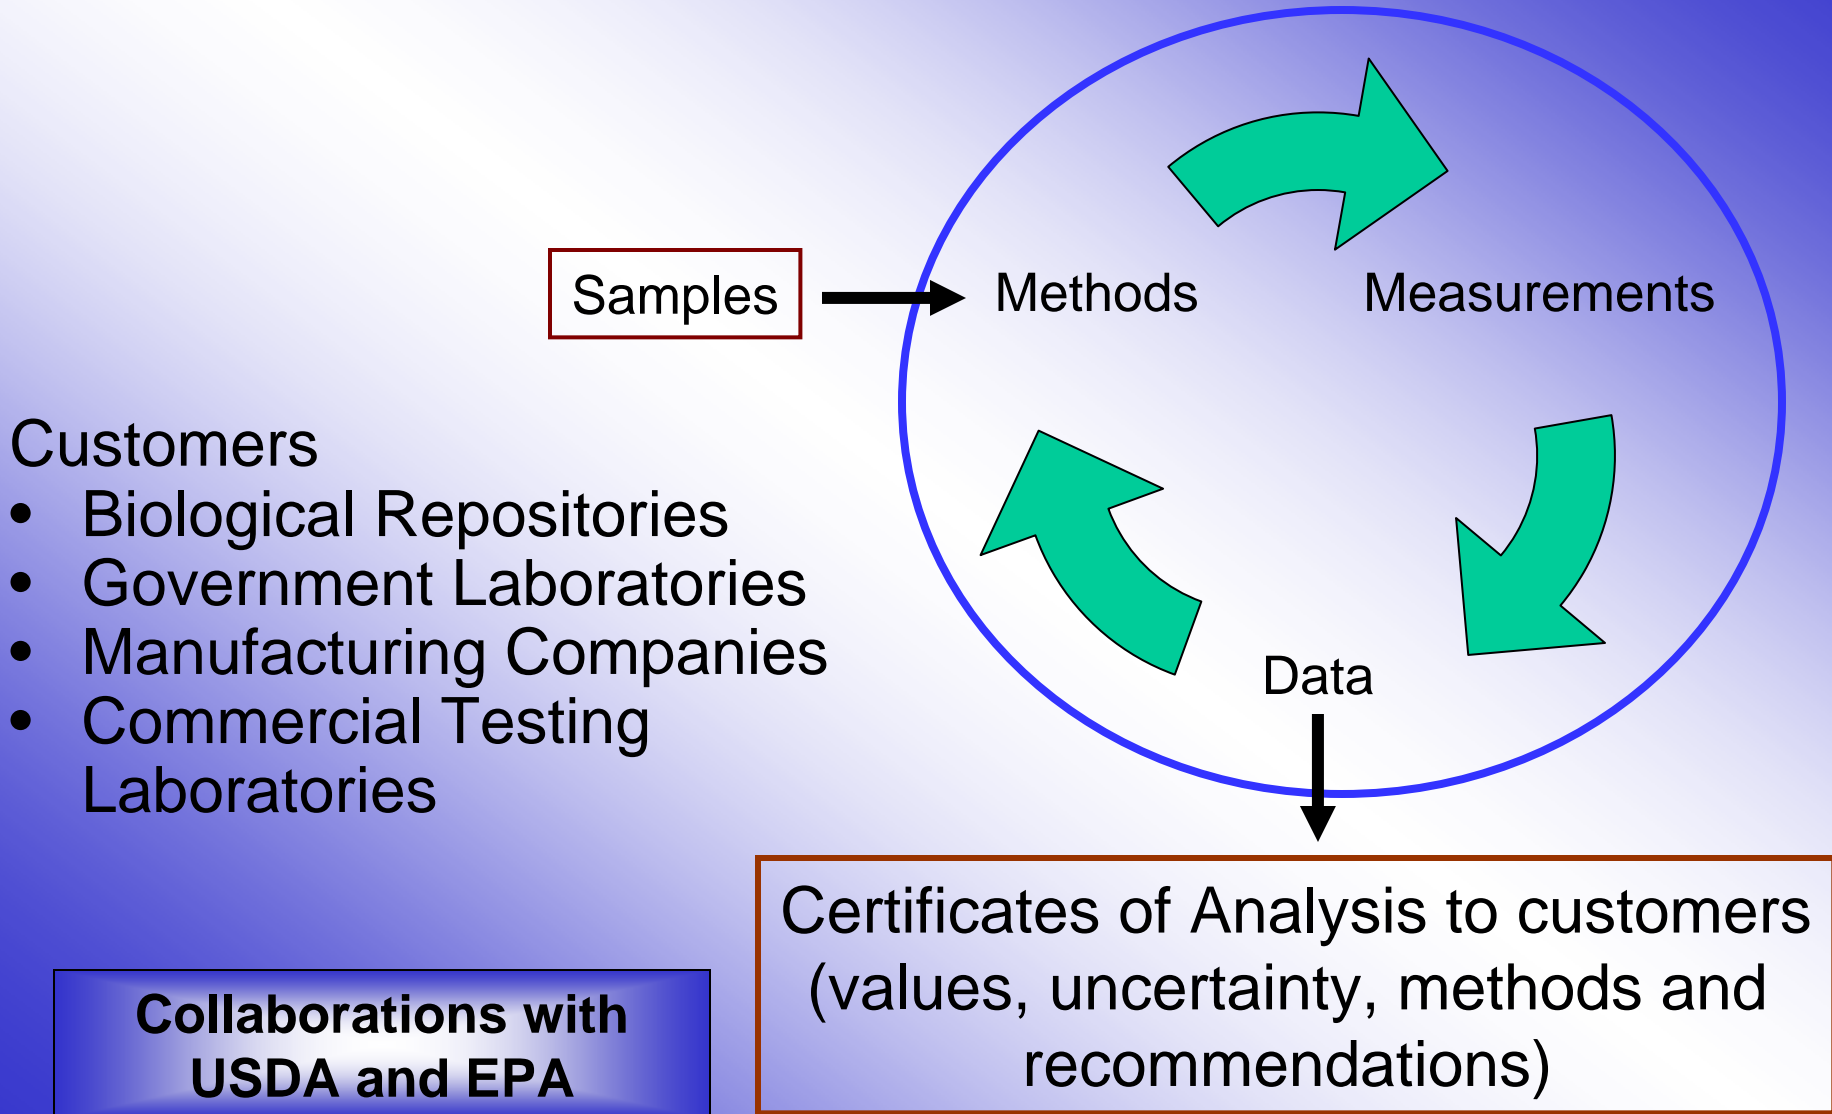 Samples
Methods
Measurements
Customers
• Biological Repositories
• Government Laboratories
• Manufacturing Companies
• Commercial Testing
Laboratories
Data
Certificates of Analysis to customers
(values, uncertainty, methods and
recommendations)
Collaborations with
USDA and EPA